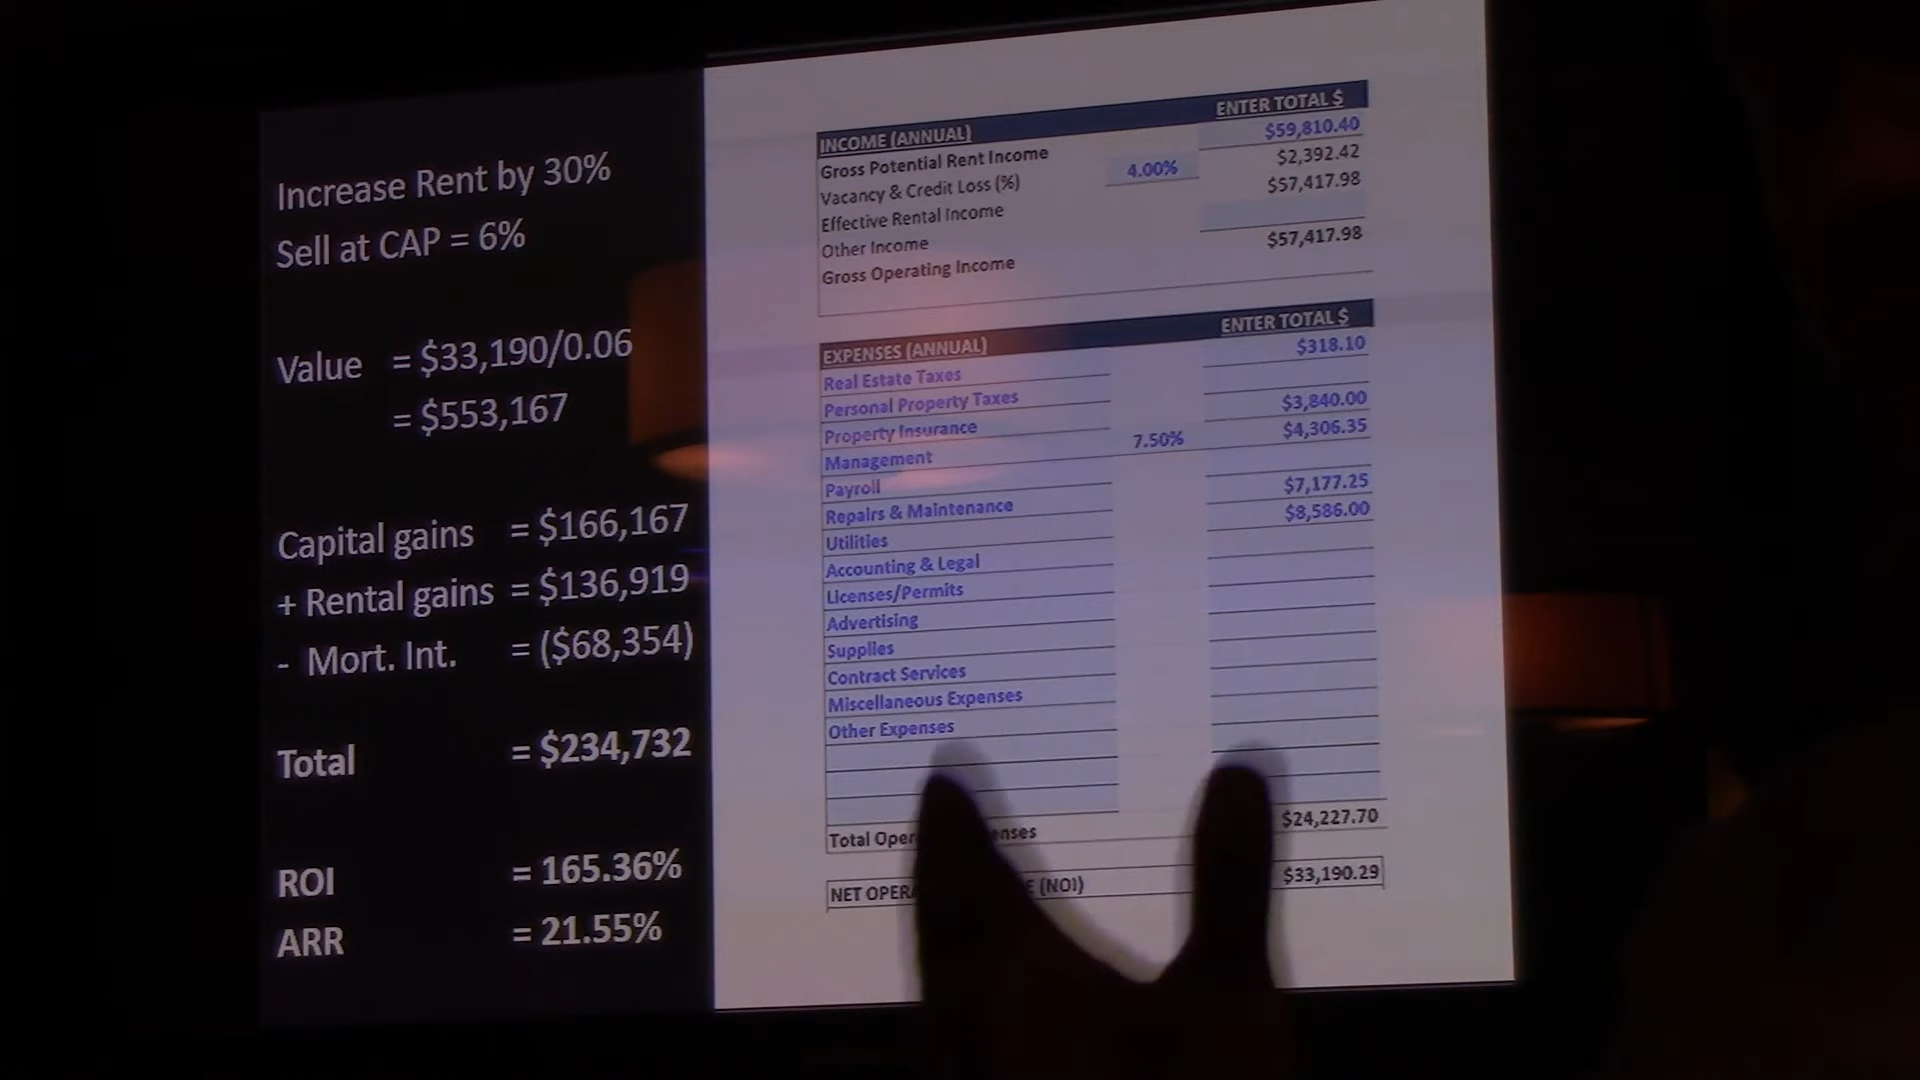 Increase Rent by 30%
Sell at CAP = 6%
Value = $33,190/0.06
= $553,167
Capital gains = $166,167
+ Rental gains = $136,919
- Mort. Int. = ($68,354)
Total = $234,732
ROI = 165.36%
ARR = 21.55%
INCOME (ANNUAL) ENTER TOTAL $
Gross Potential Rent Income $59,810.40
Vacancy & Credit Loss (%) 4.00% $2,392.42
Effective Rental Income $57,417.98
Other Income
Gross Operating Income $57,417.98
EXPENSES (ANNUAL) ENTER TOTAL $
Real Estate Taxes $318.10
Personal Property Taxes
Property Insurance $3,840.00
Management 7.50% $4,306.35
Payroll
Repairs & Maintenance $7,177.25
Utilities $8,586.00
Accounting & Legal
Licenses/Permits
Advertising
Supplies
Contract Services
Miscellaneous Expenses
Other Expenses
Total $24,227.70
NET (NOI) $33,190.29